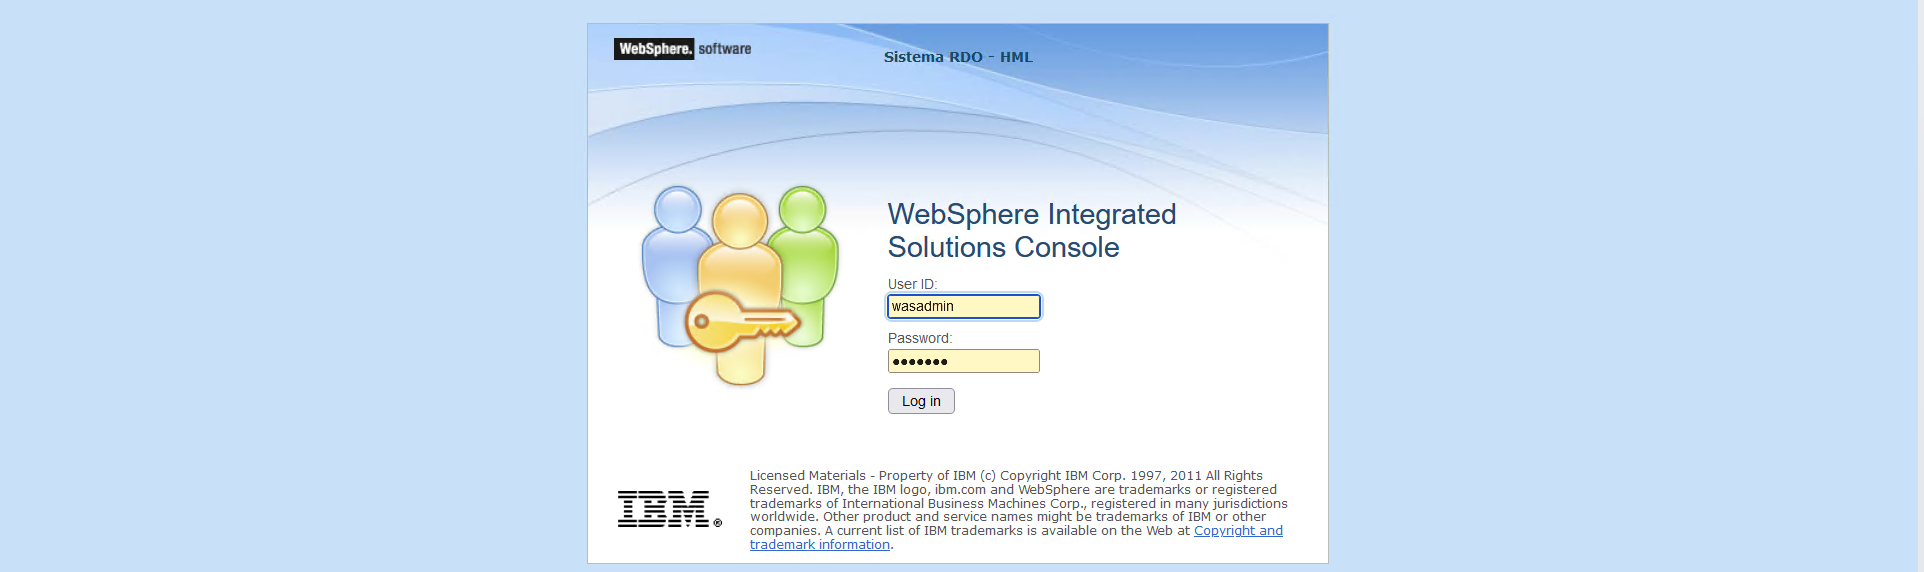 WebSphere. software
Sistema RDO - HML
WebSphere Integrated
Solutions Console
User ID:
wasadmin
Password:
•••••••
Log in
Licensed Materials - Property of IBM (c) Copyright IBM Corp. 1997, 2011 All Rights
Reserved. IBM, the IBM logo, ibm.com and WebSphere are trademarks or registered
trademarks of International Business Machines Corp., registered in many jurisdictions
worldwide. Other product and service names might be trademarks of IBM or other
companies. A current list of IBM trademarks is available on the Web at Copyright and
trademark information.
IBM®